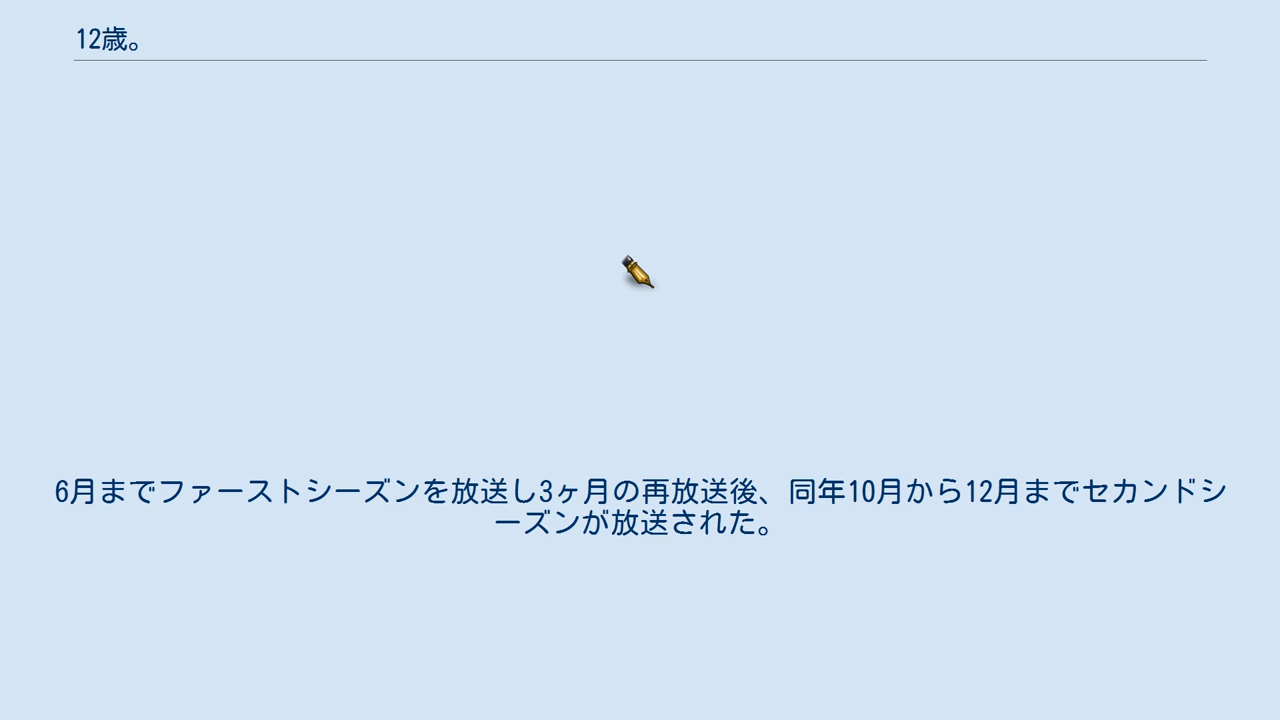 12歳。
6月までファーストシーズンを放送し3ヶ月の再放送後、同年10月から12月までセカンドシ
ーズンが放送された。